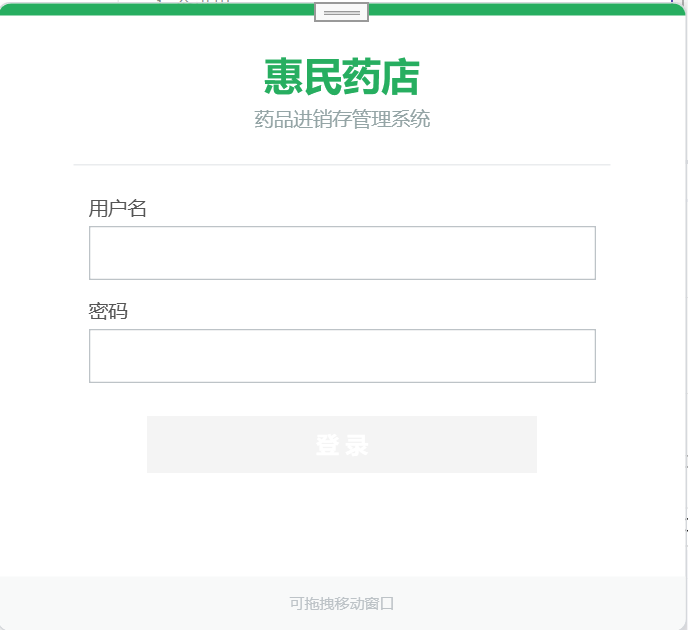 惠民药店
药品进销存管理系统
用户名
密码
登 录
可拖拽移动窗口